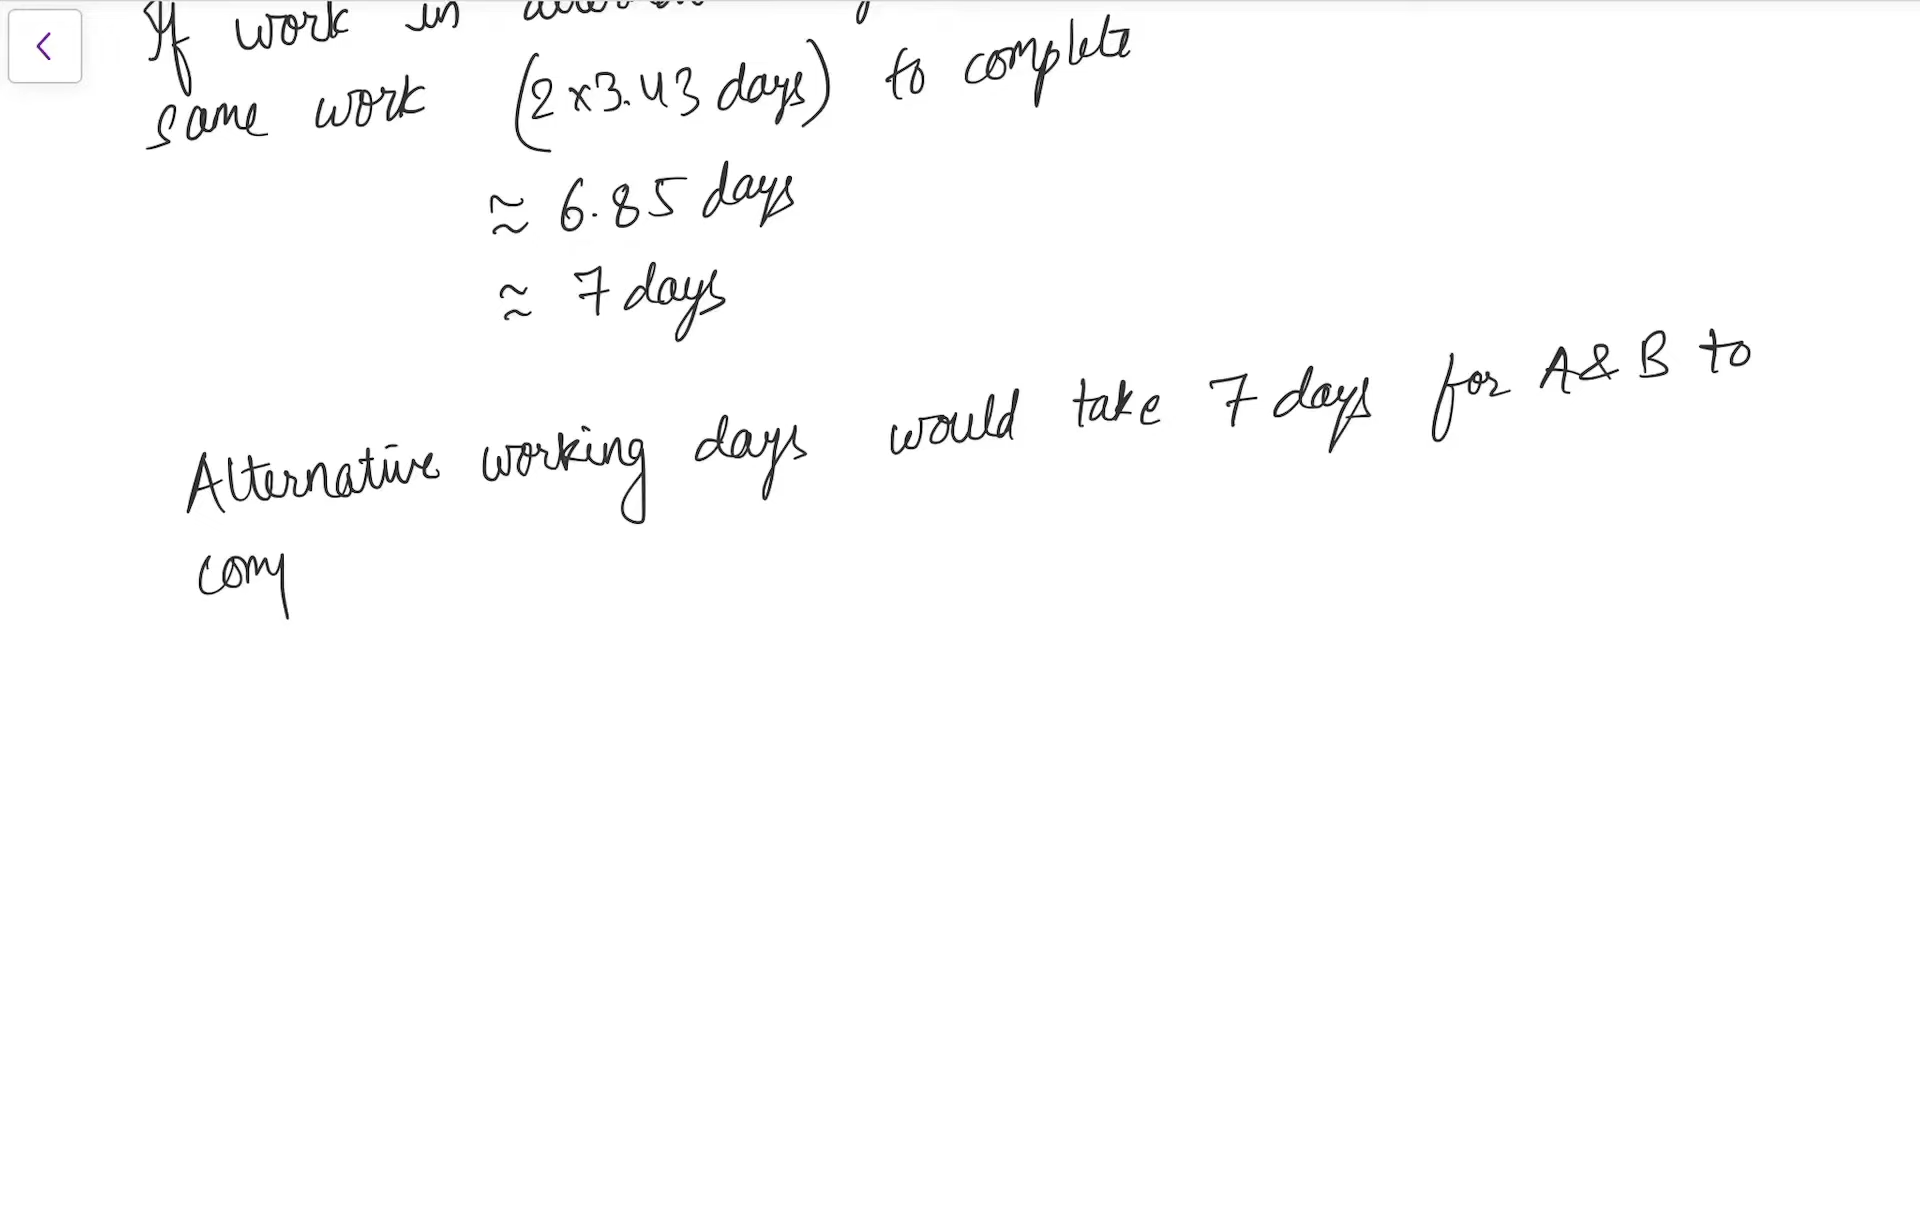 If work in
same work (2×3.43 days) to complete
≈ 6.85 days
≈ 7 days
Alternative working days would take 7 days for A & B to
comp